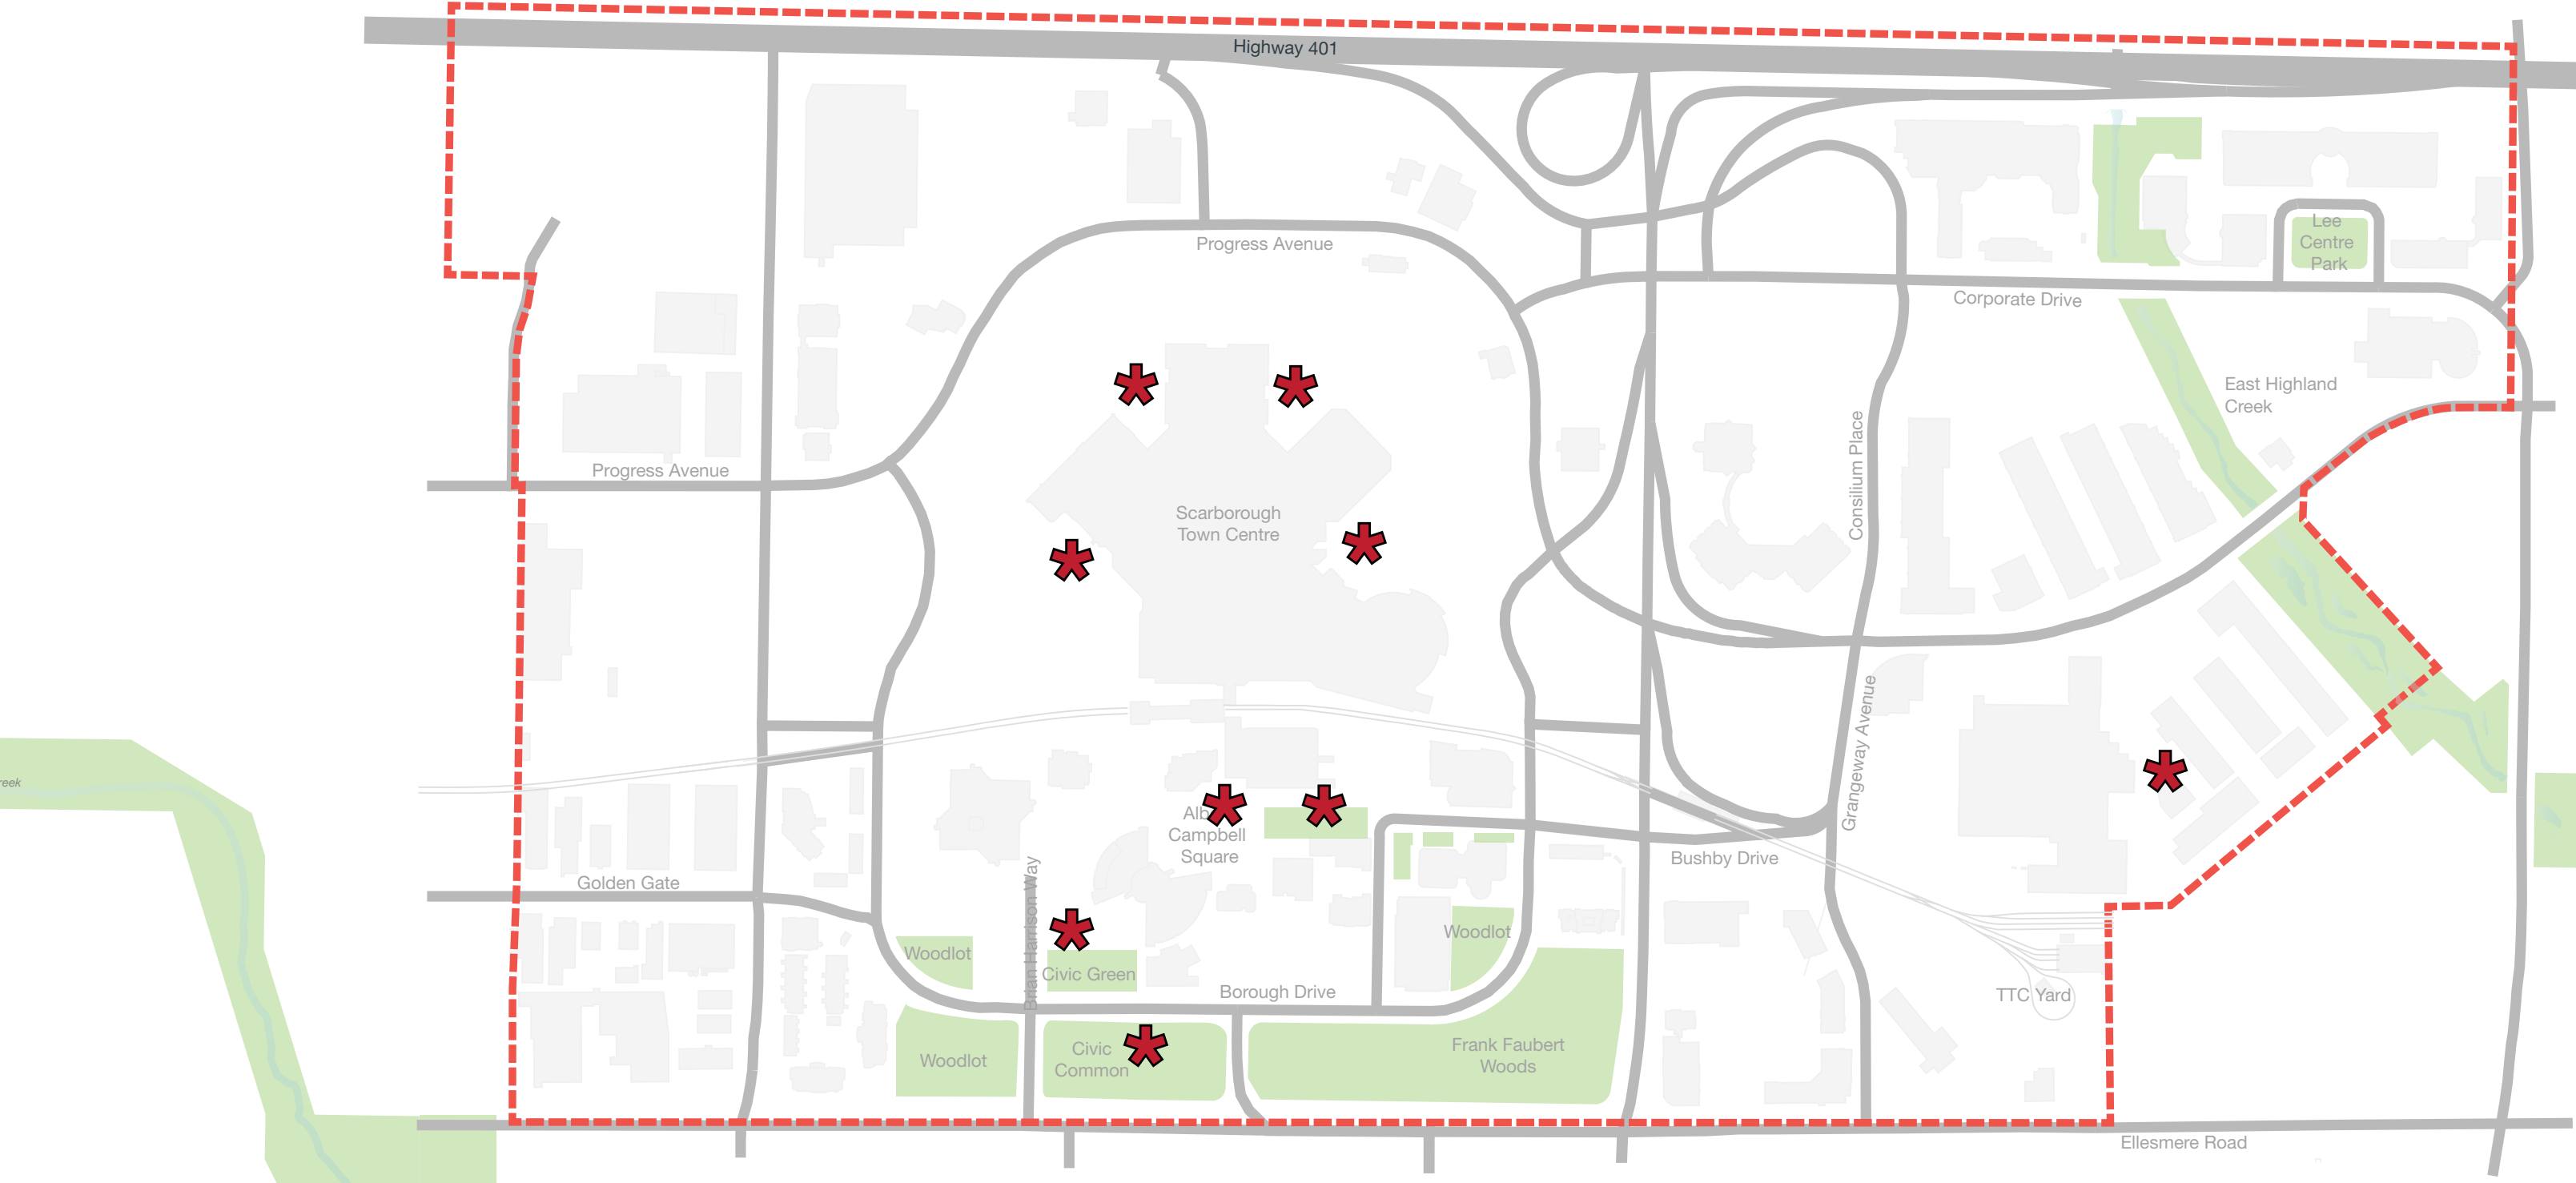 Highway 401
Progress Avenue
Lee
Centre
Park
Corporate Drive
East Highland
Creek
Progress Avenue
Consilium Place
Scarborough
Town Centre
Grangeway Avenue
reek
Campbell
Square
Bushby Drive
Golden Gate
Brian Harrison Way
Woodlot
Woodlot
Civic Green
Borough Drive
TTC Yard
Woodlot
Civic
Common
Frank Faubert
Woods
Ellesmere Road